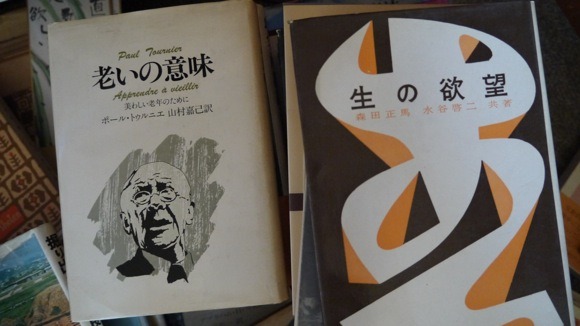 Paul Tournier
老いの意味
Apprendre à vieillir
美わしい老年のために
ポール・トゥルニエ 山村嘉己訳
生の欲望
森田正馬 水谷啓二 共著